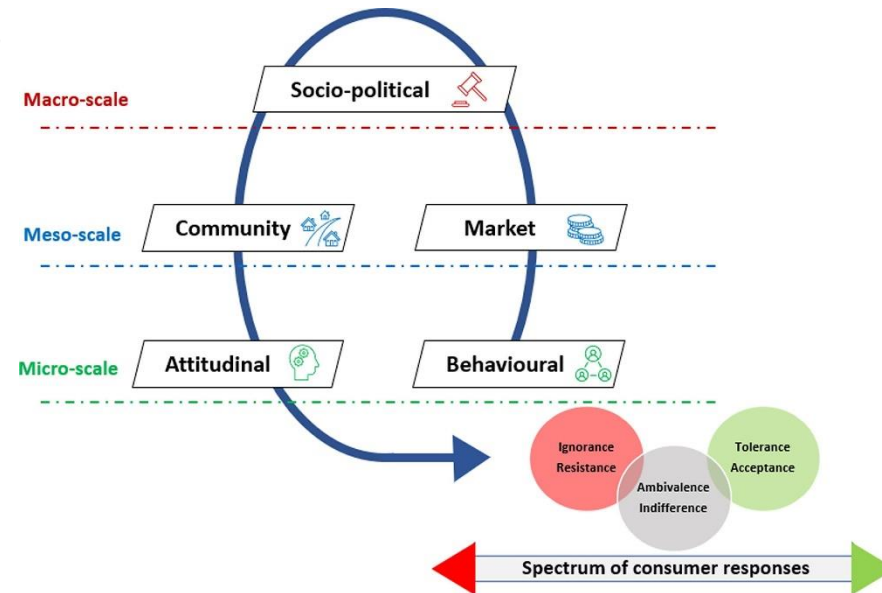 Socio-political
Macro-scale
Community
Market
Meso-scale
Attitudinal
Behavioural
Micro-scale
Ignorance
Resistance
Ambivalence
Indifference
Tolerance
Acceptance
Spectrum of consumer responses